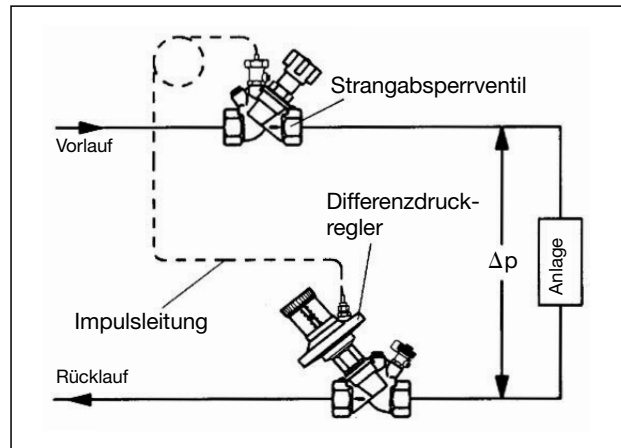 Strangabsperrventil
Vorlauf
Differenzdruck-
regler
Δp
Anlage
Impulsleitung
Rücklauf